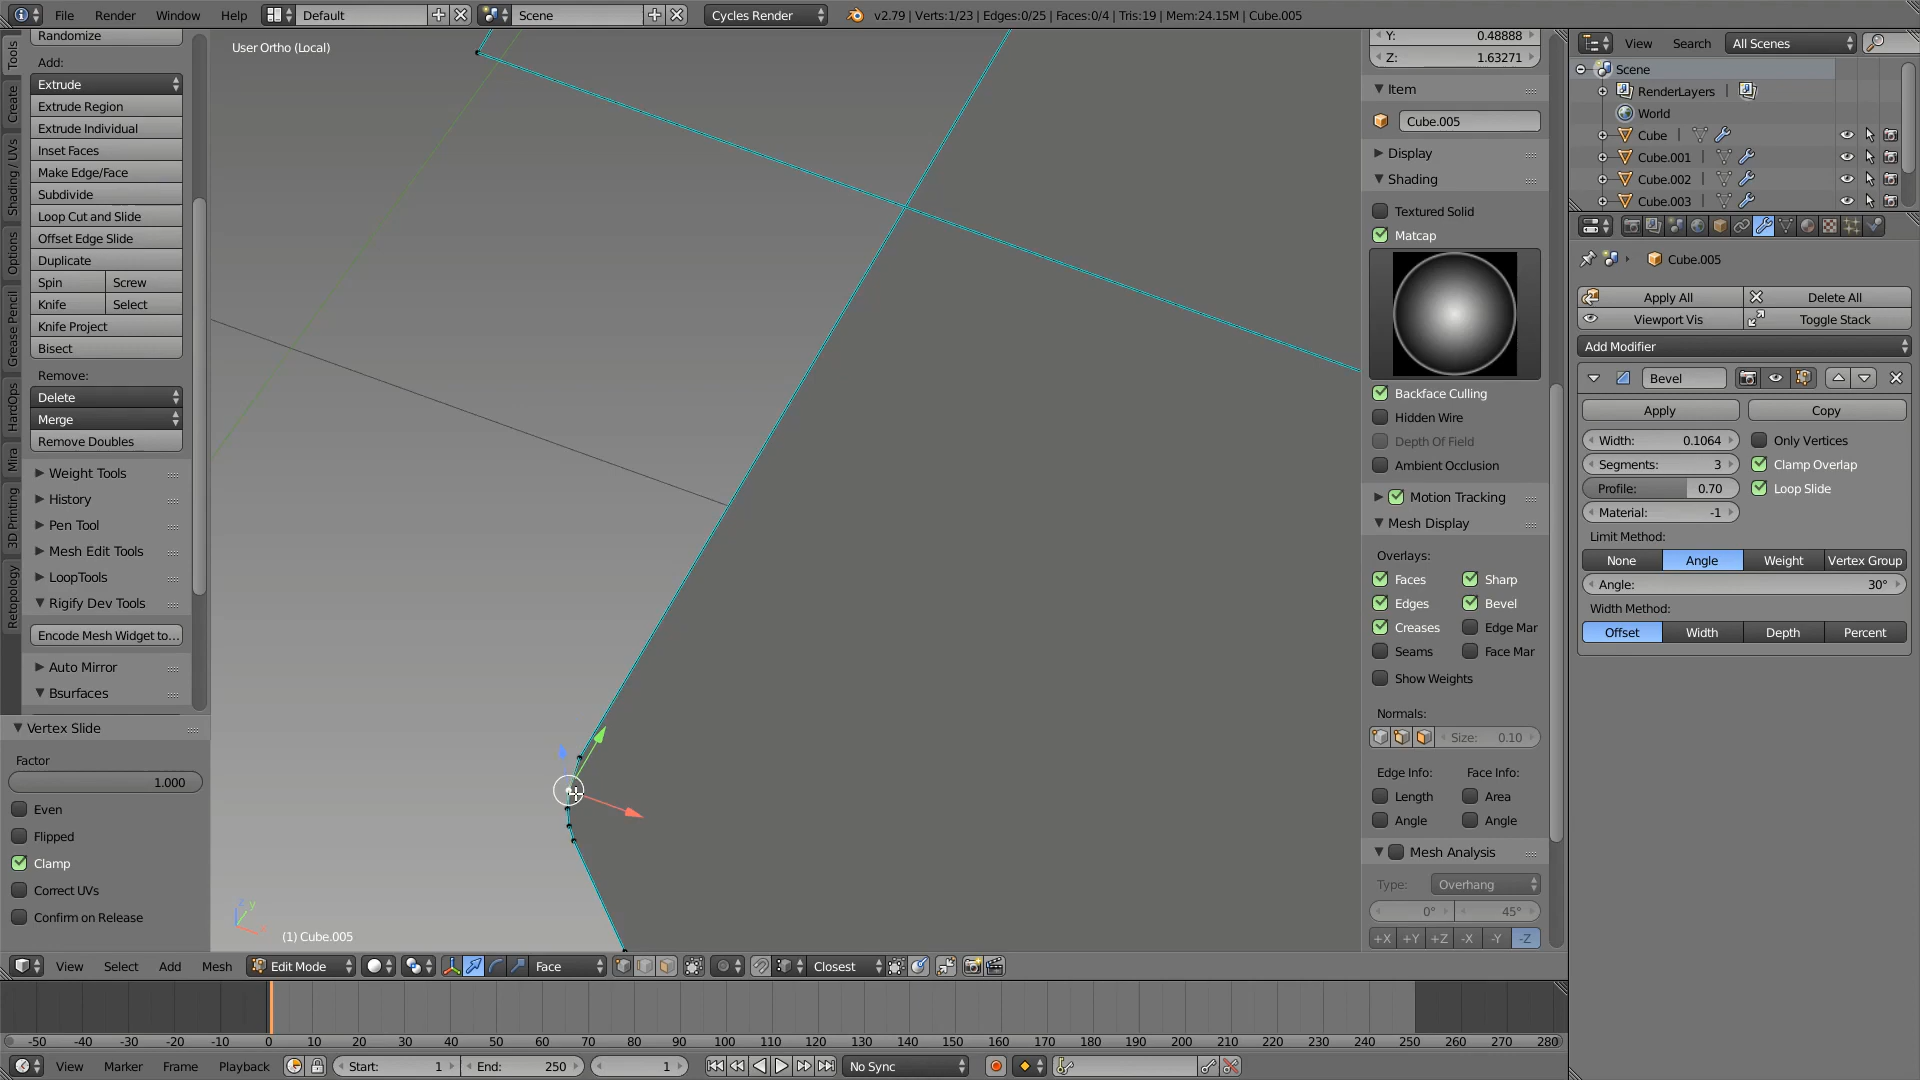 File
Render
Window
Help
Default
Scene
Cycles Render
v2.79 | Verts:1/23 | Edges:0/25 | Faces:0/4 | Tris:19 | Mem:24.15M | Cube.005
Tools
Create
Shading / UVs
Options
Grease Pencil
HardOps
Mira
3D Printing
Retopology
Randomize
Add:
Extrude
Extrude Region
Extrude Individual
Inset Faces
Make Edge/Face
Subdivide
Loop Cut and Slide
Offset Edge Slide
Duplicate
Spin
Screw
Knife
Select
Knife Project
Bisect
Remove:
Delete
Merge
Remove Doubles
Weight Tools
History
Pen Tool
Mesh Edit Tools
LoopTools
Rigify Dev Tools
Encode Mesh Widget to...
Auto Mirror
Bsurfaces
Vertex Slide
Factor
1.000
Even
Flipped
Clamp
Correct UVs
Confirm on Release
User Ortho (Local)
(1) Cube.005
Y: 0.48888
Z: 1.63271
Item
Cube.005
Display
Shading
Textured Solid
Matcap
Backface Culling
Hidden Wire
Depth Of Field
Ambient Occlusion
Motion Tracking
Mesh Display
Overlays:
Faces
Sharp
Edges
Bevel
Creases
Edge Mar
Seams
Face Mar
Show Weights
Normals:
Size: 0.10
Edge Info:
Face Info:
Length
Area
Angle
Angle
Mesh Analysis
Type:
Overhang
0°
45°
+X
+Y
+Z
-X
-Y
-Z
View
Search
All Scenes
Scene
RenderLayers
World
Cube
Cube.001
Cube.002
Cube.003
Cube.005
Apply All
Delete All
Viewport Vis
Toggle Stack
Add Modifier
Bevel
Apply
Copy
Width: 0.1064
Only Vertices
Segments: 3
Clamp Overlap
Profile: 0.70
Loop Slide
Material: -1
Limit Method:
None
Angle
Weight
Vertex Group
Angle: 30°
Width Method:
Offset
Width
Depth
Percent
View
Select
Add
Mesh
Edit Mode
Face
Closest
-50 -40 -30 -20 -10 0 10 20 30 40 50 60 70 80 90 100 110 120 130 140 150 160 170 180 190 200 210 220 230 240 250 260 270 280
View
Marker
Frame
Playback
Start: 1
End: 250
1
No Sync